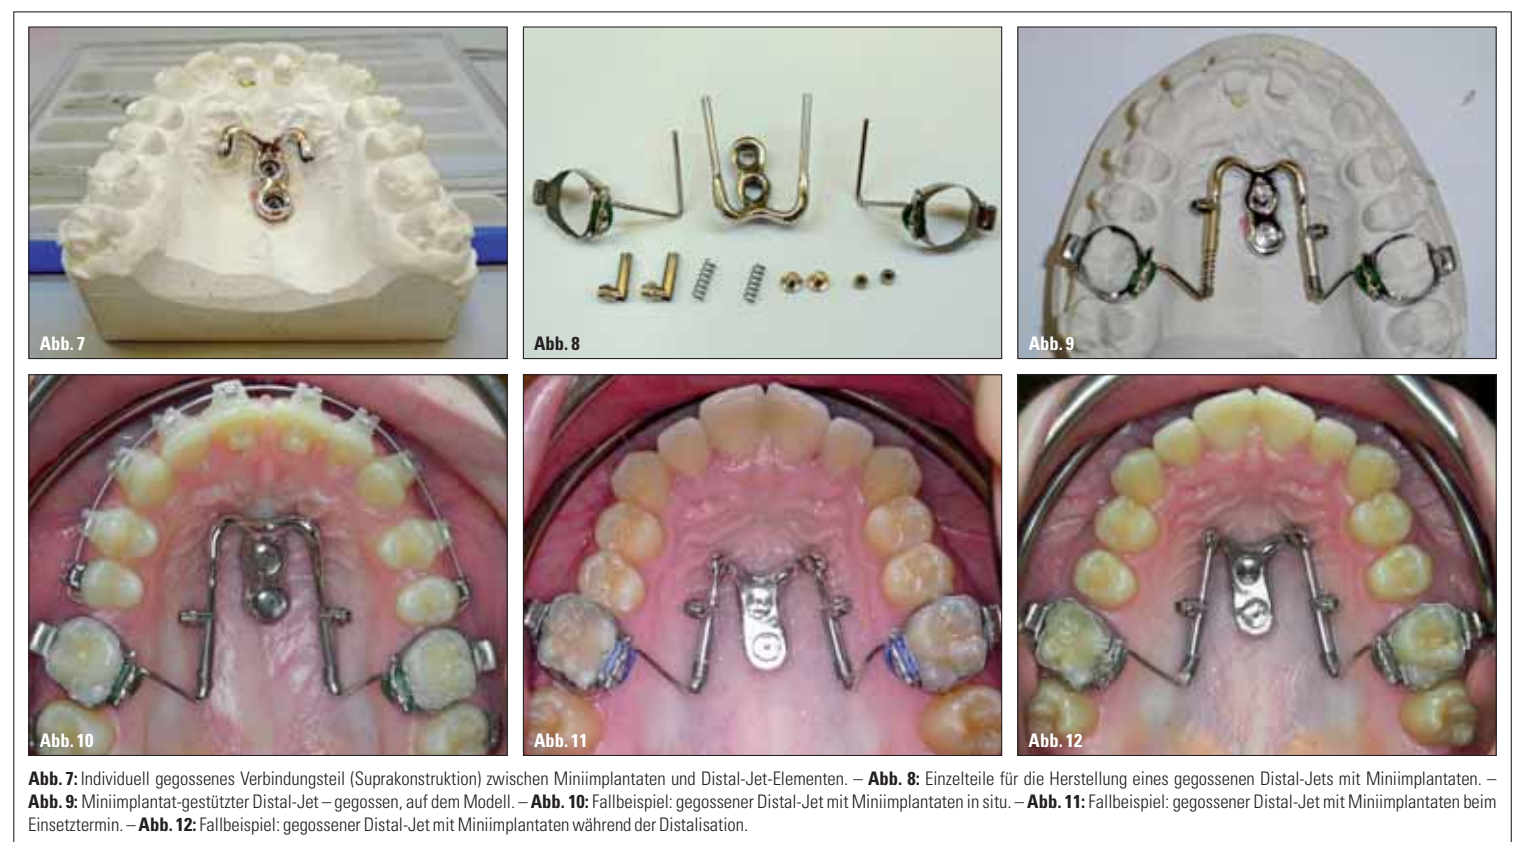 Abb. 7
Abb. 8
Abb. 9
Abb. 10
Abb. 11
Abb. 12
Abb. 7: Individuell gegossenes Verbindungsteil (Suprakonstruktion) zwischen Miniimplantaten und Distal-Jet-Elementen. – Abb. 8: Einzelteile für die Herstellung eines gegossenen Distal-Jets mit Miniimplantaten. –
Abb. 9: Miniimplantat-gestützter Distal-Jet – gegossen, auf dem Modell. – Abb. 10: Fallbeispiel: gegossener Distal-Jet mit Miniimplantaten in situ. – Abb. 11: Fallbeispiel: gegossener Distal-Jet mit Miniimplantaten beim
Einsetztermin. – Abb. 12: Fallbeispiel: gegossener Distal-Jet mit Miniimplantaten während der Distalisation.